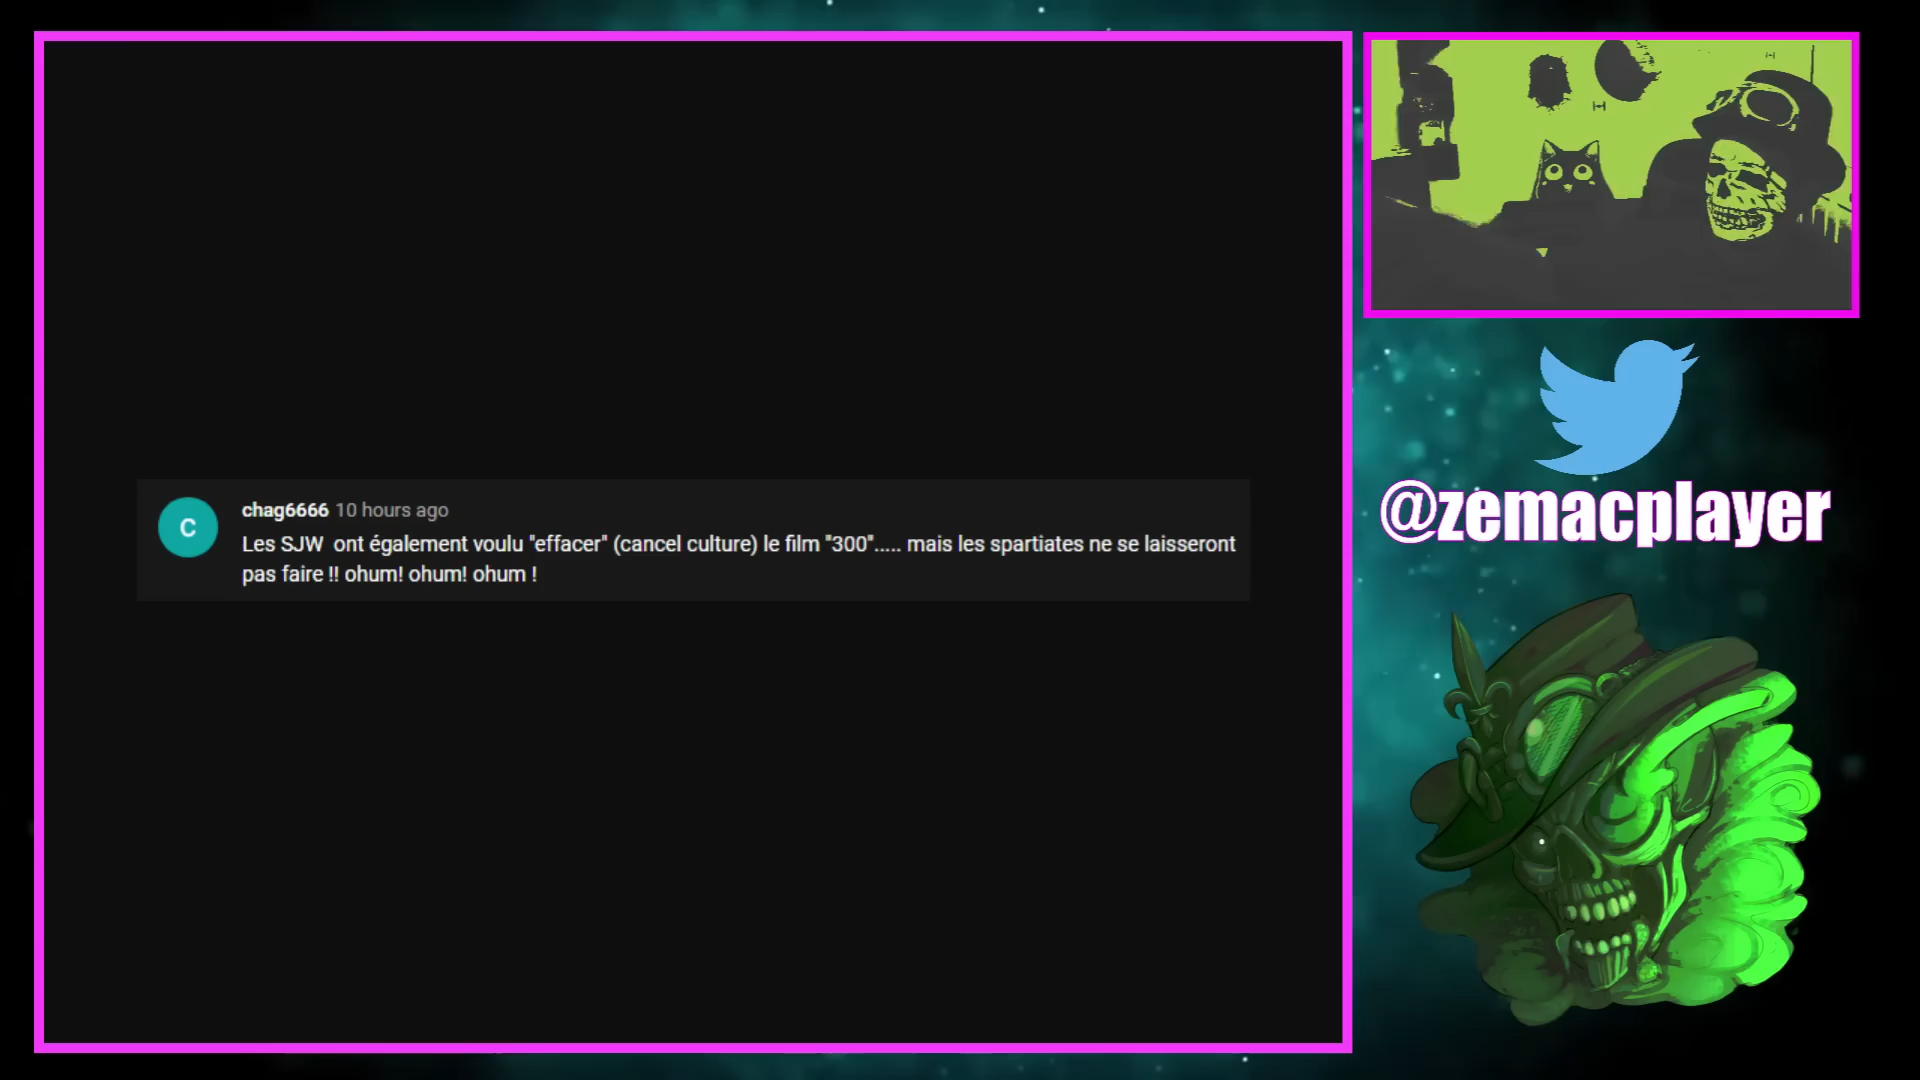 chag6666 10 hours ago
C
Les SJW  ont également voulu "effacer" (cancel culture) le film "300"..... mais les spartiates ne se laisseront
pas faire !! ohum! ohum! ohum !
@zemacplayer